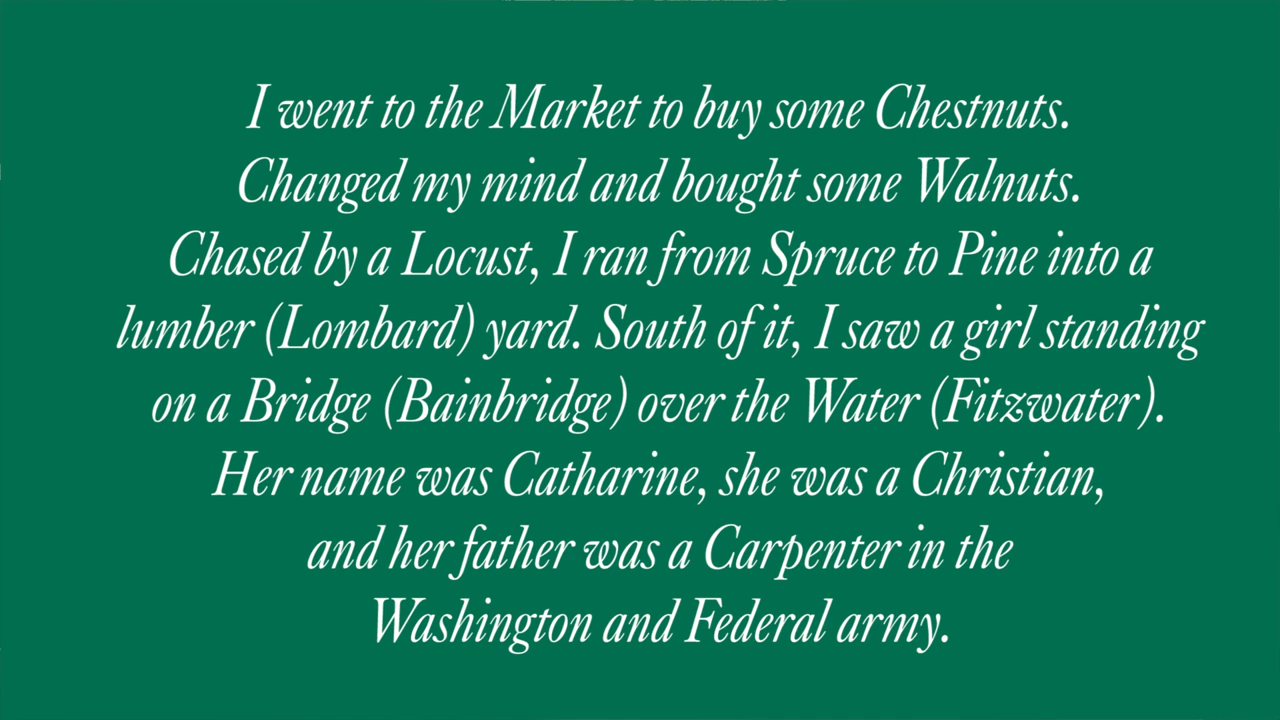 I went to the Market to buy some Chestnuts.
Changed my mind and bought some Walnuts.
Chased by a Locust, I ran from Spruce to Pine into a
lumber (Lombard) yard. South of it, I saw a girl standing
on a Bridge (Bainbridge) over the Water (Fitzwater).
Her name was Catharine, she was a Christian,
and her father was a Carpenter in the
Washington and Federal army.